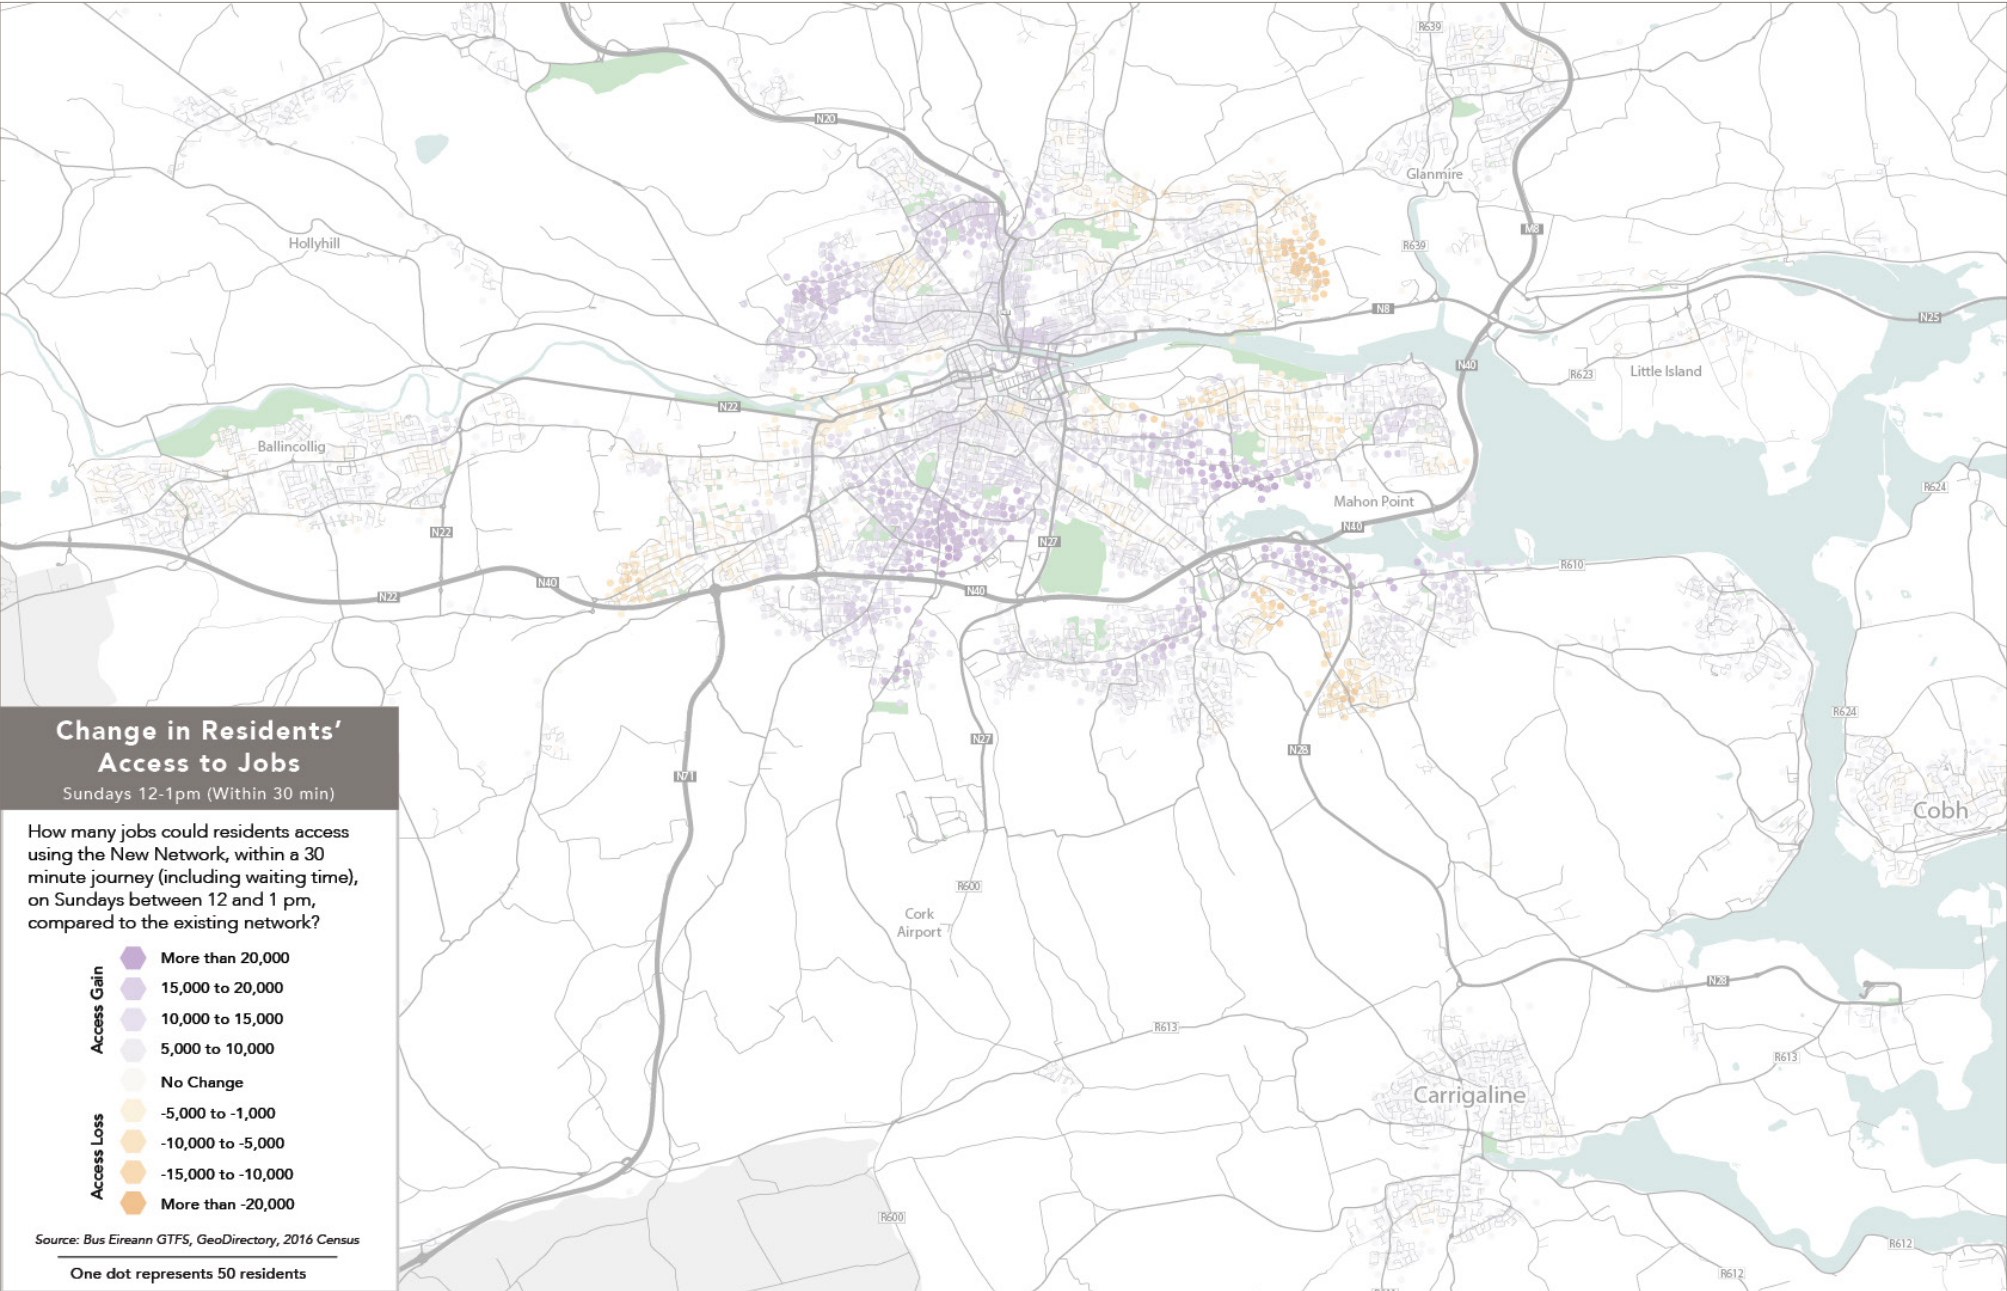 R639
N20
Glanmire
M8
Hollyhill
R639
N8
N25
N40
R623
Little Island
N22
Ballincollig
R624
Mahon Point
N40
N22
N27
R610
N40
N22
N40
R624
N27
N28
N71
Cobh
R600
Cork
Airport
N28
R613
R613
Carrigaline
R600
R612
R612
Change in Residents’
Access to Jobs
Sundays 12-1pm (Within 30 min)
How many jobs could residents access
using the New Network, within a 30
minute journey (including waiting time),
on Sundays between 12 and 1 pm,
compared to the existing network?
Access Gain
More than 20,000
15,000 to 20,000
10,000 to 15,000
5,000 to 10,000
No Change
Access Loss
-5,000 to -1,000
-10,000 to -5,000
-15,000 to -10,000
More than -20,000
Source: Bus Eireann GTFS, GeoDirectory, 2016 Census
One dot represents 50 residents